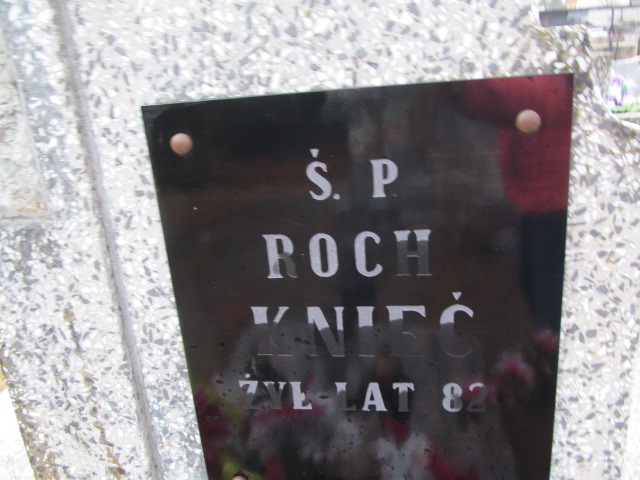 Ś. P.
ROCH
KNIEĆ
ŻYŁ LAT 82